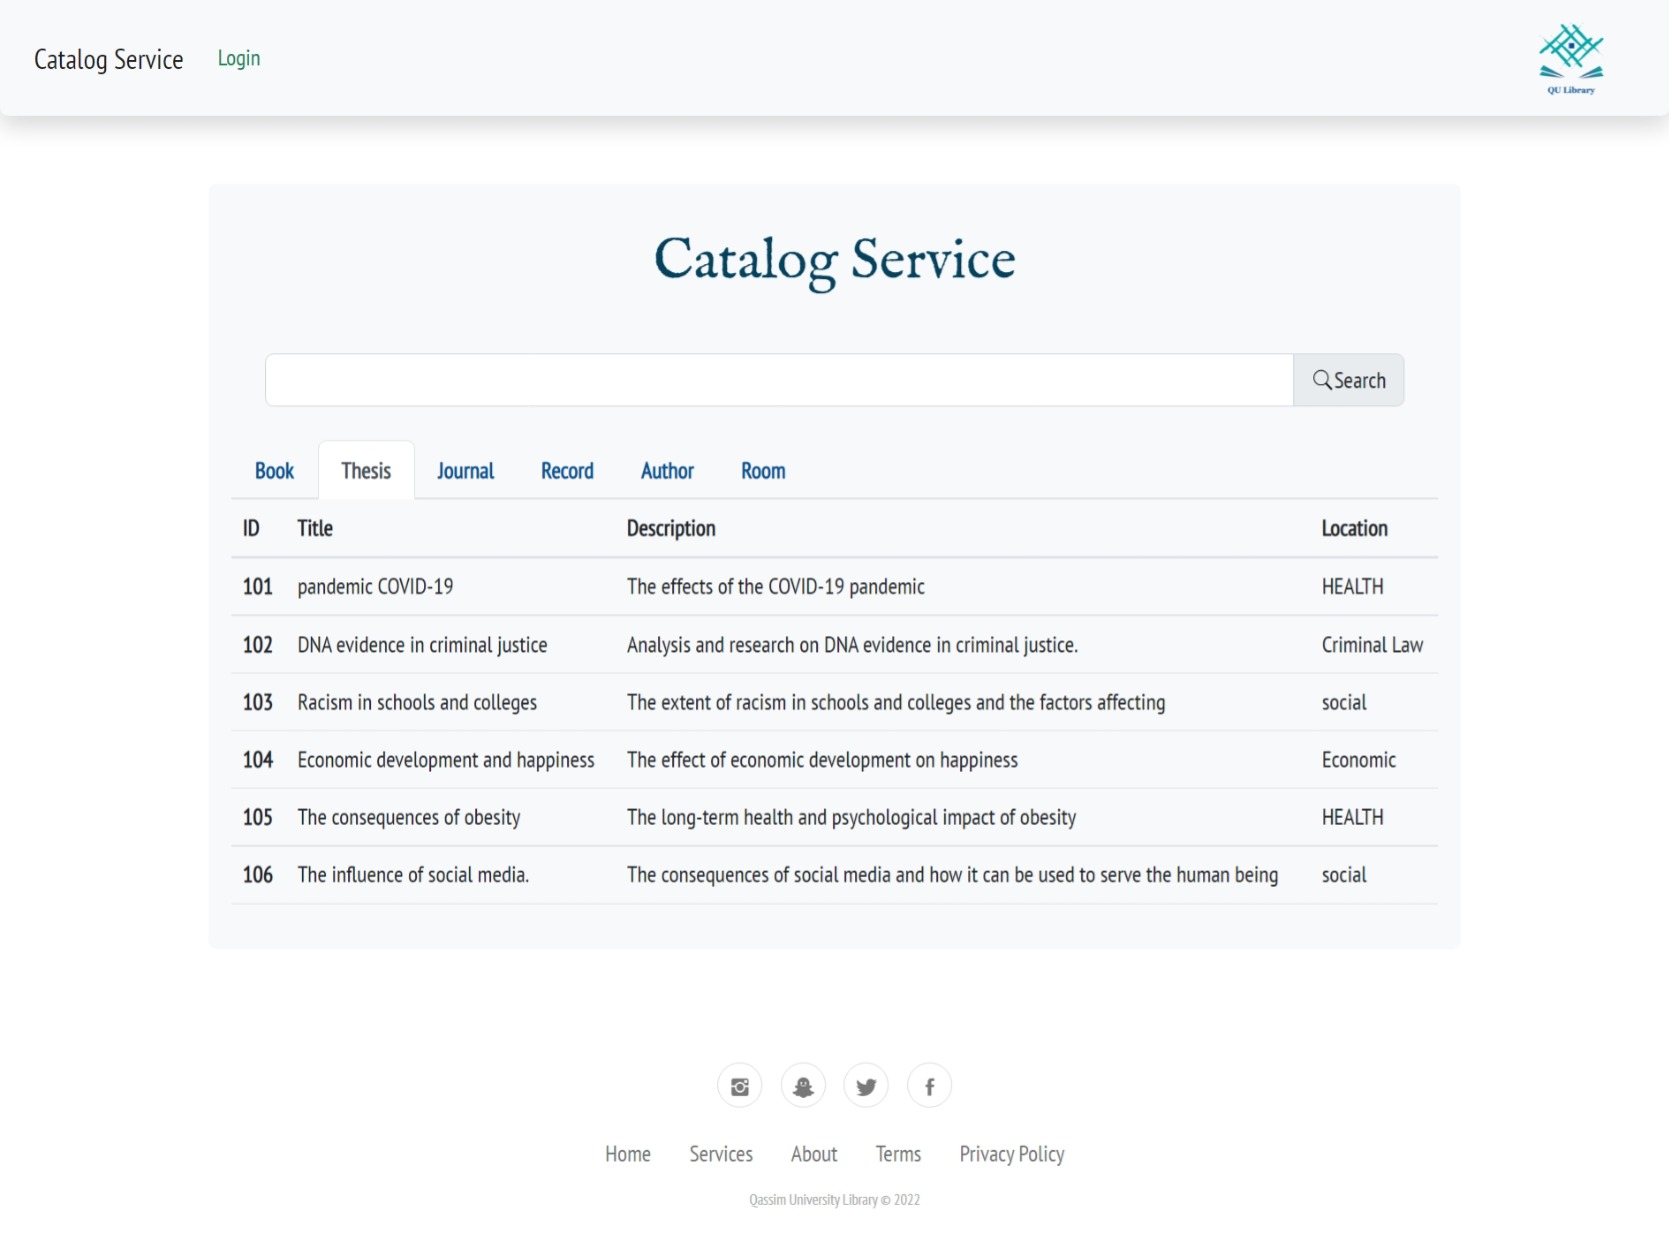 Catalog Service Login
QU Library
Catalog Service
Search
Book Thesis Journal Record Author Room
ID Title Description Location
101 pandemic COVID-19 The effects of the COVID-19 pandemic HEALTH
102 DNA evidence in criminal justice Analysis and research on DNA evidence in criminal justice. Criminal Law
103 Racism in schools and colleges The extent of racism in schools and colleges and the factors affecting social
104 Economic development and happiness The effect of economic development on happiness Economic
105 The consequences of obesity The long-term health and psychological impact of obesity HEALTH
106 The influence of social media. The consequences of social media and how it can be used to serve the human being social
Home Services About Terms Privacy Policy
Qassim University Library © 2022